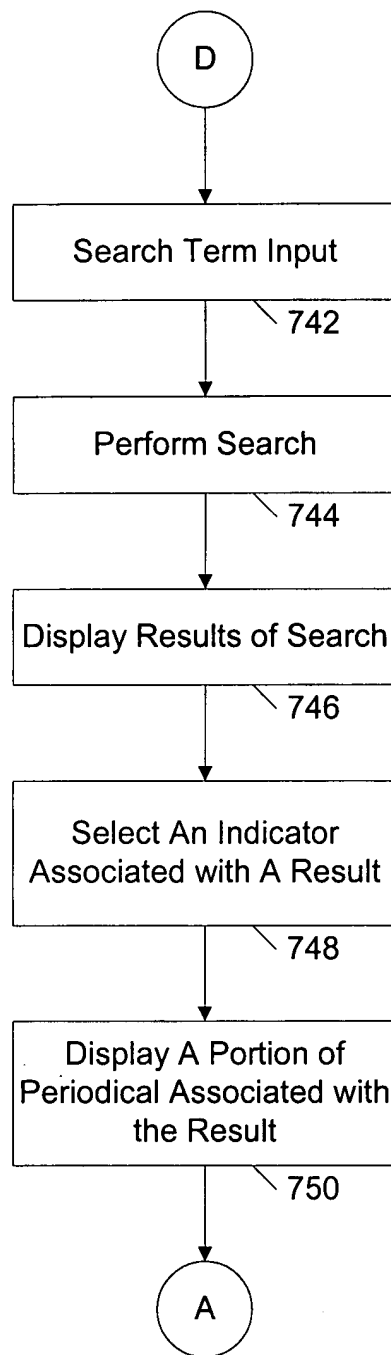 D
Search Term Input
742
Perform Search
744
Display Results of Search
746
Select An Indicator
Associated with A Result
748
Display A Portion of
Periodical Associated with
the Result
750
A